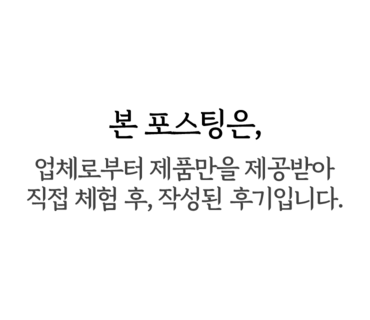 본 포스팅은,
업체로부터 제품만을 제공받아
직접 체험 후, 작성된 후기입니다.